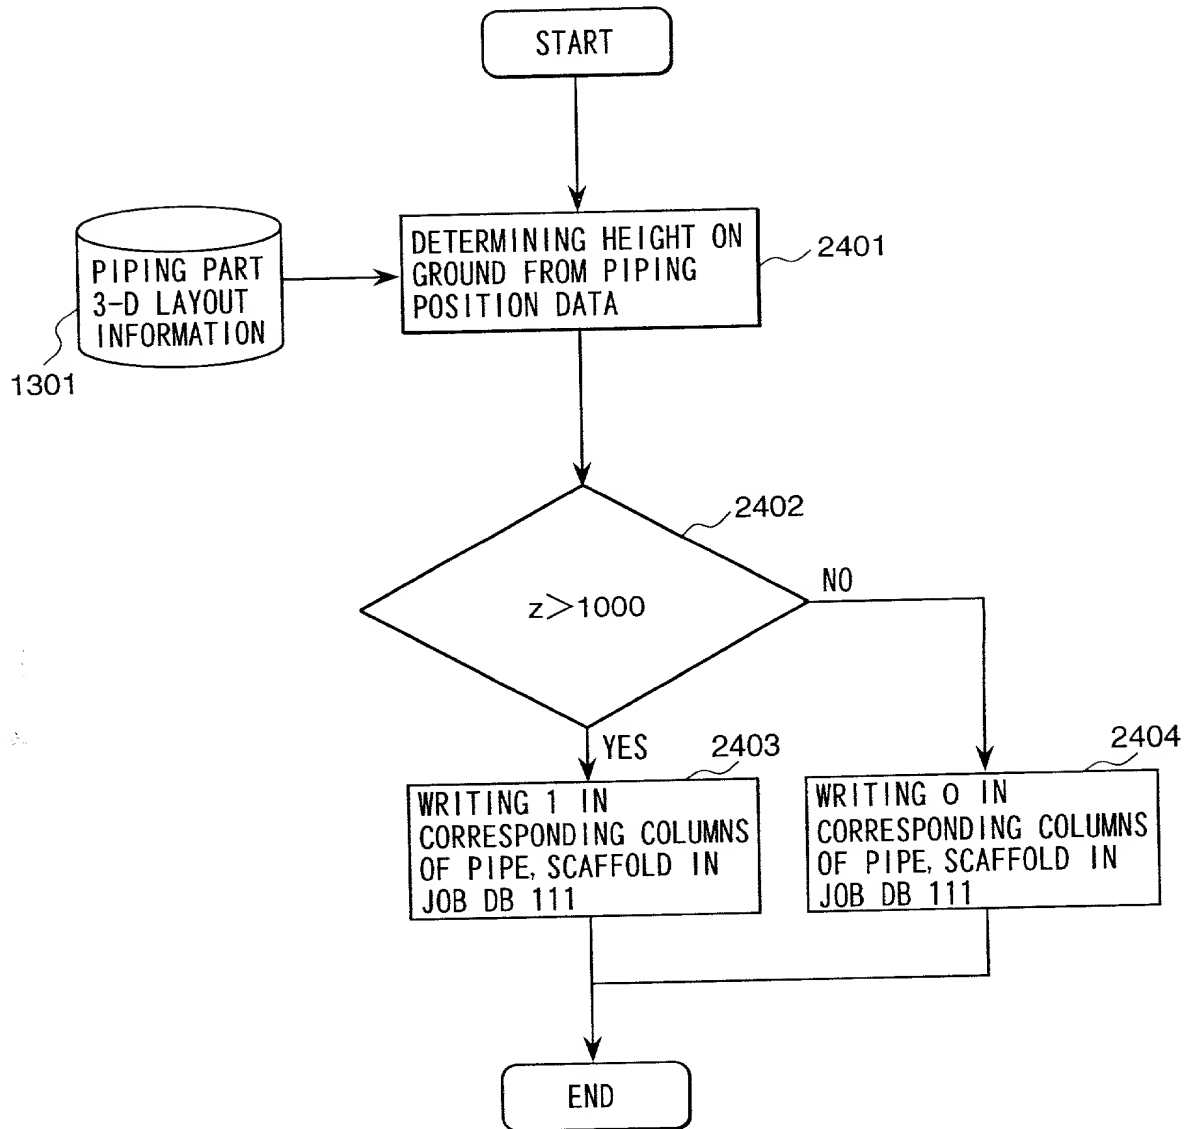 START
DETERMINING HEIGHT ON
GROUND FROM PIPING
POSITION DATA
2401
PIPING PART
3-D LAYOUT
INFORMATION
1301
2402
z>1000
NO
YES
2403
2404
WRITING 1 IN
CORRESPONDING COLUMNS
OF PIPE, SCAFFOLD IN
JOB DB 111
WRITING 0 IN
CORRESPONDING COLUMNS
OF PIPE, SCAFFOLD IN
JOB DB 111
END